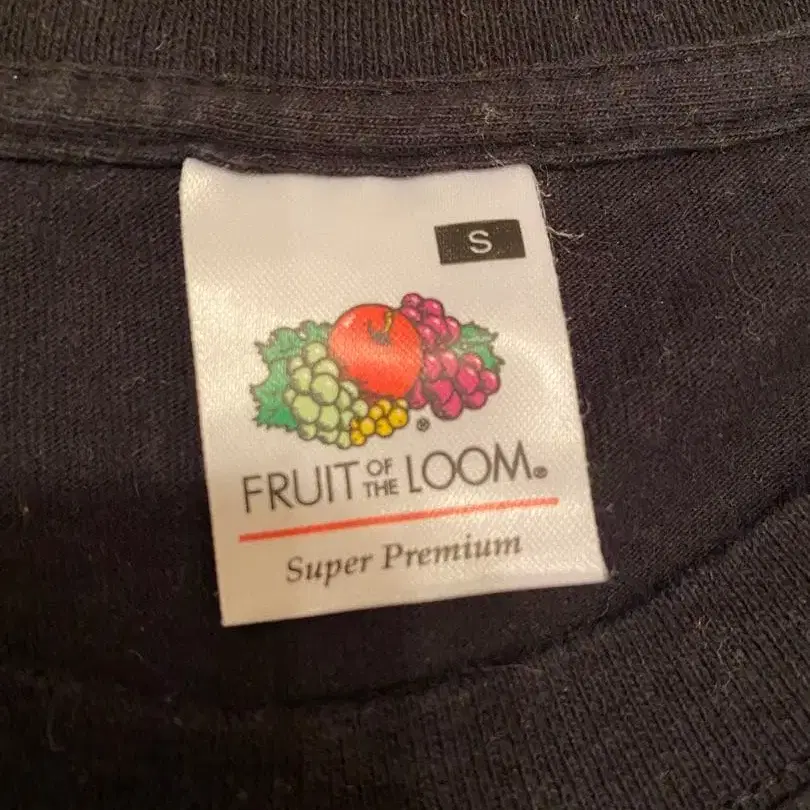 S
®
FRUIT OF THE LOOM®
Super Premium